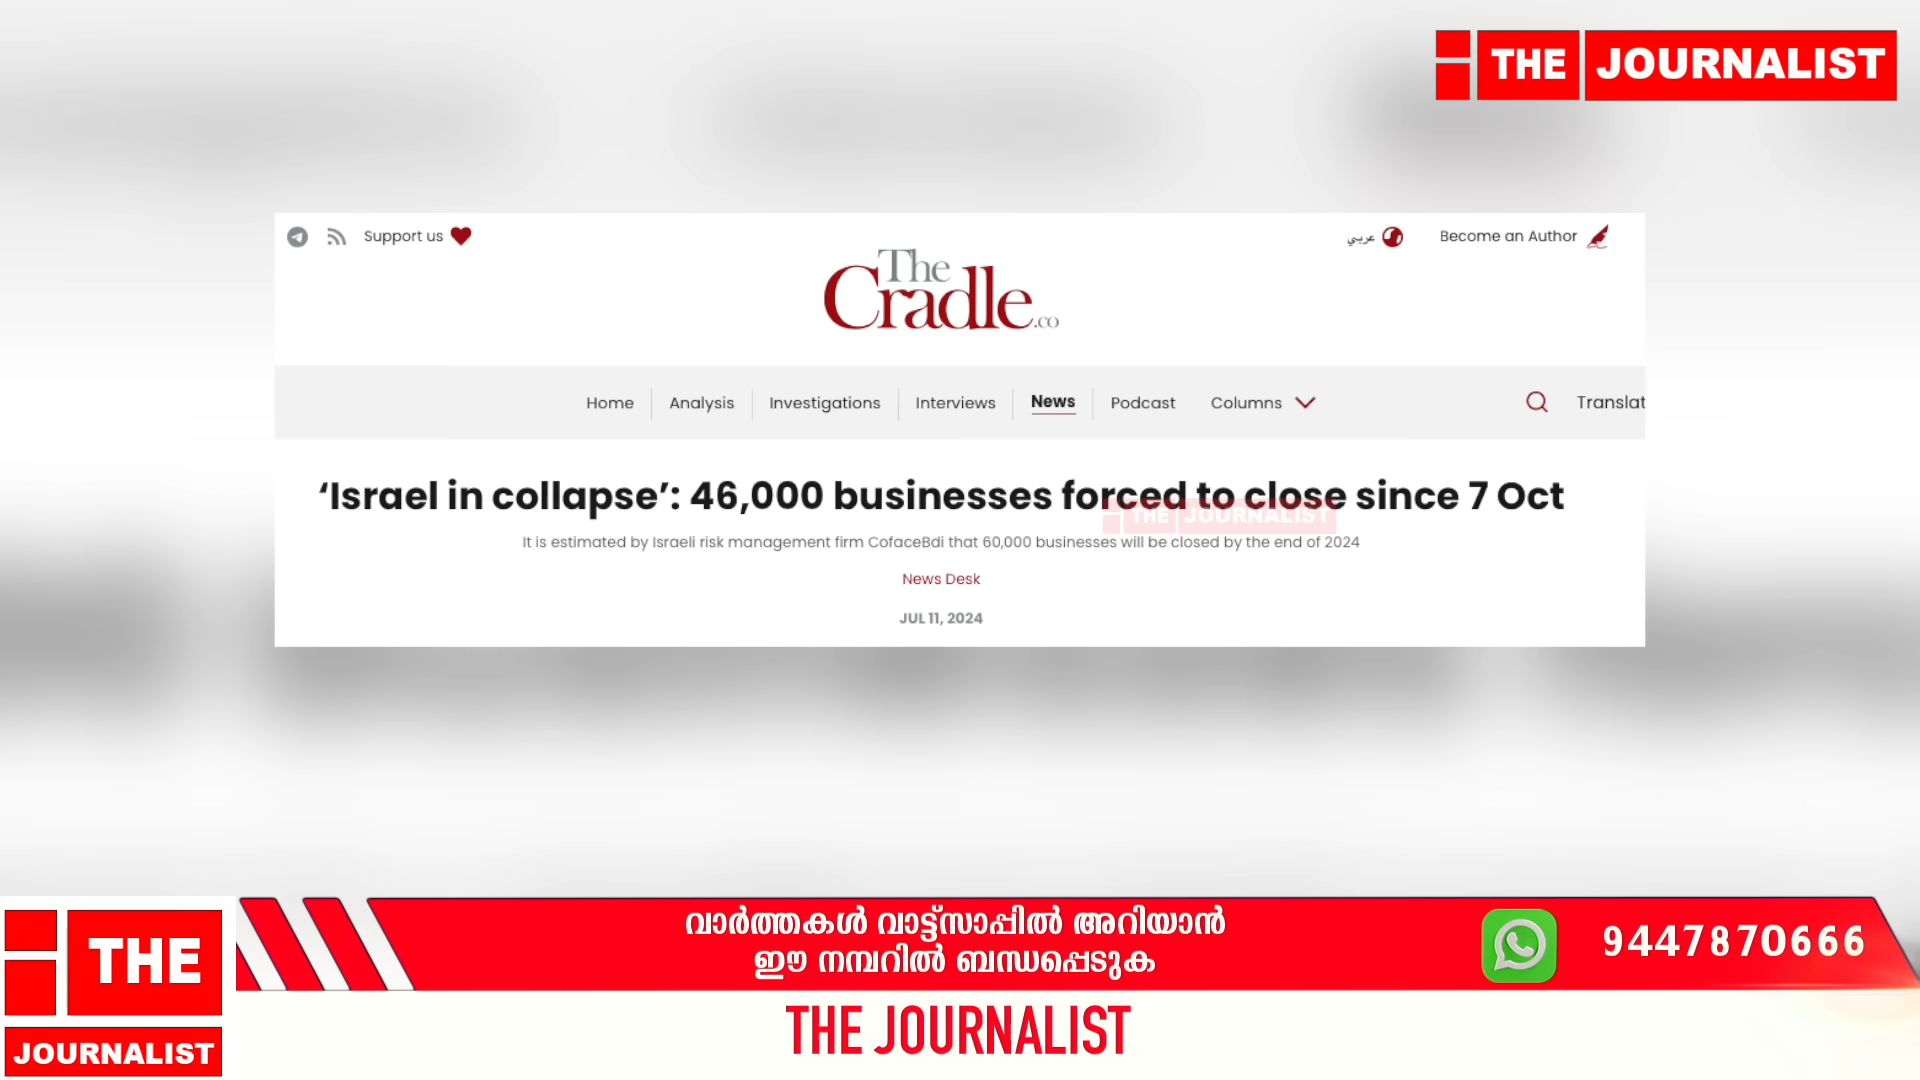 THE JOURNALIST
Support us
عربي
Become an Author
The
Cradle.co
Home Analysis Investigations Interviews News Podcast Columns Translat
‘Israel in collapse’: 46,000 businesses forced to close since 7 Oct
THE JOURNALIST
It is estimated by Israeli risk management firm CofaceBdi that 60,000 businesses will be closed by the end of 2024
News Desk
JUL 11, 2024
വാർത്തകൾ വാട്ട്സാപ്പിൽ അറിയാൻ
ഈ നമ്പറിൽ ബന്ധപ്പെടുക
9447870666
THE
JOURNALIST
THE JOURNALIST